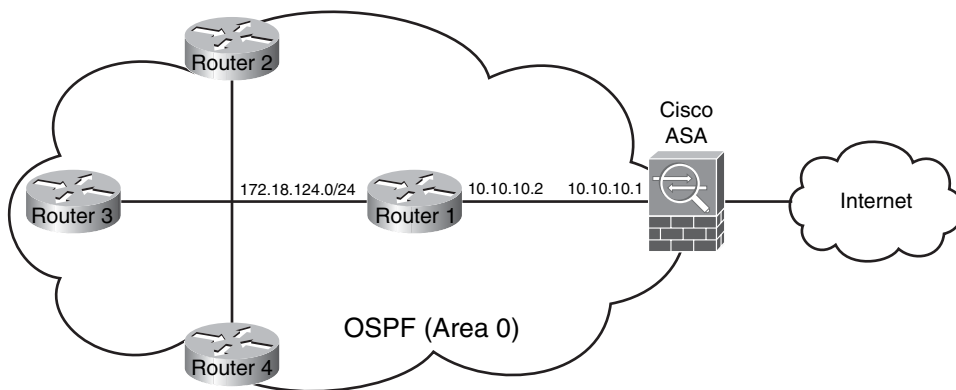 Router 2
Cisco
ASA
172.18.124.0/24
10.10.10.2
10.10.10.1
Router 3
Router 1
Internet
OSPF (Area 0)
Router 4